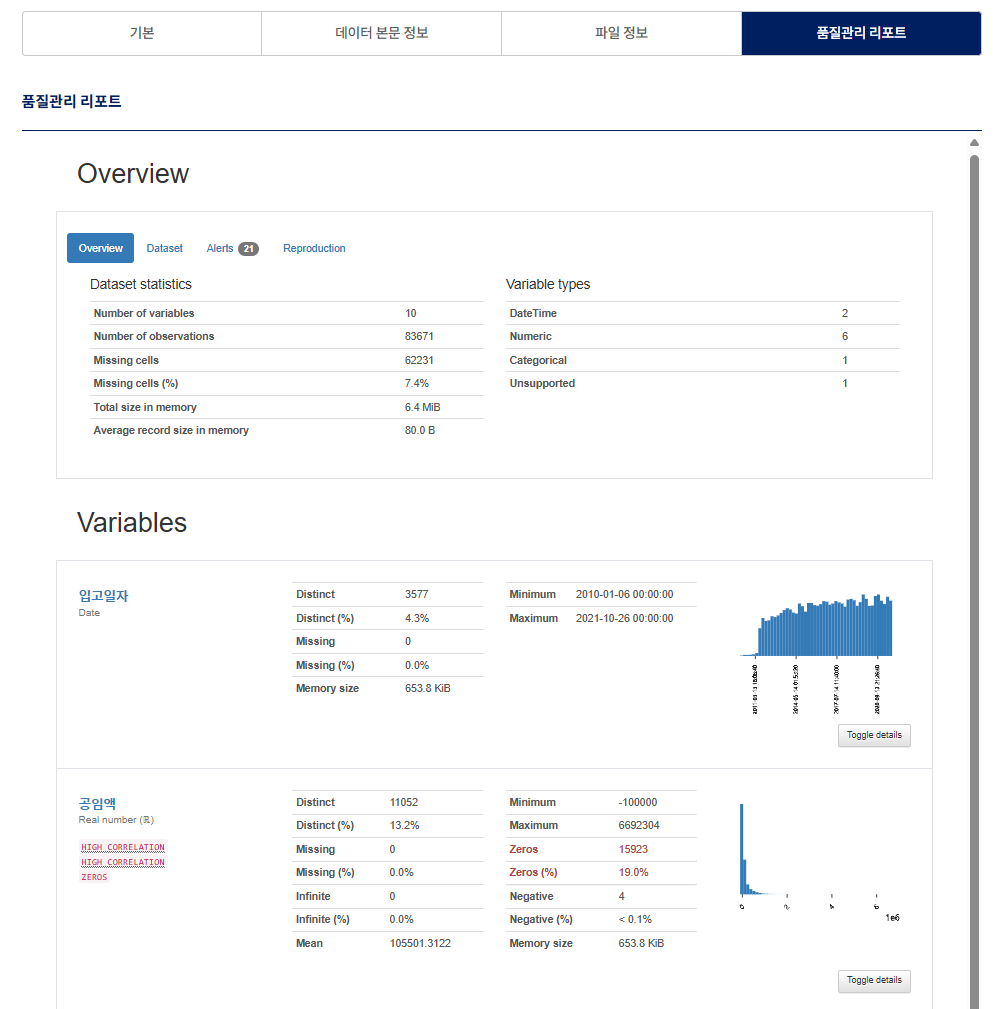 기본 데이터 본문 정보 파일 정보 품질관리 리포트
품질관리 리포트
Overview
Overview Dataset Alerts 21 Reproduction
Dataset statistics
Number of variables 10
Number of observations 83671
Missing cells 62231
Missing cells (%) 7.4%
Total size in memory 6.4 MiB
Average record size in memory 80.0 B
Variable types
DateTime 2
Numeric 6
Categorical 1
Unsupported 1
Variables
입고일자
Date
Distinct 3577
Distinct (%) 4.3%
Missing 0
Missing (%) 0.0%
Memory size 653.8 KiB
Minimum 2010-01-06 00:00:00
Maximum 2021-10-26 00:00:00
Toggle details
공임액
Real number (ℝ)
HIGH CORRELATION
HIGH CORRELATION
ZEROS
Distinct 11052
Distinct (%) 13.2%
Missing 0
Missing (%) 0.0%
Infinite 0
Infinite (%) 0.0%
Mean 105501.3122
Minimum -100000
Maximum 6692304
Zeros 15923
Zeros (%) 19.0%
Negative 4
Negative (%) < 0.1%
Memory size 653.8 KiB
0 2 4 6
1e6
Toggle details